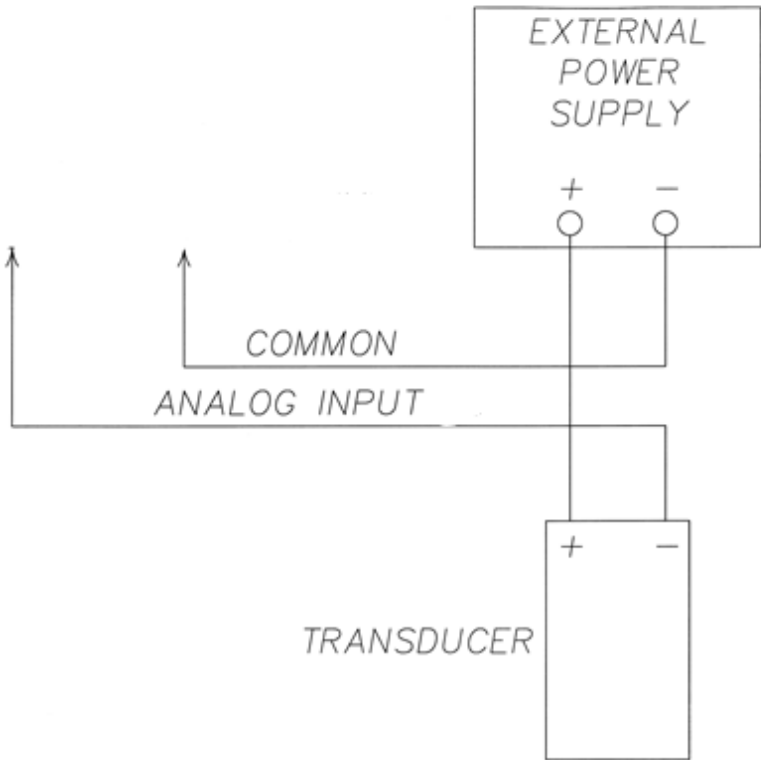 EXTERNAL
POWER
SUPPLY
+ −
COMMON
ANALOG INPUT
+ −
TRANSDUCER